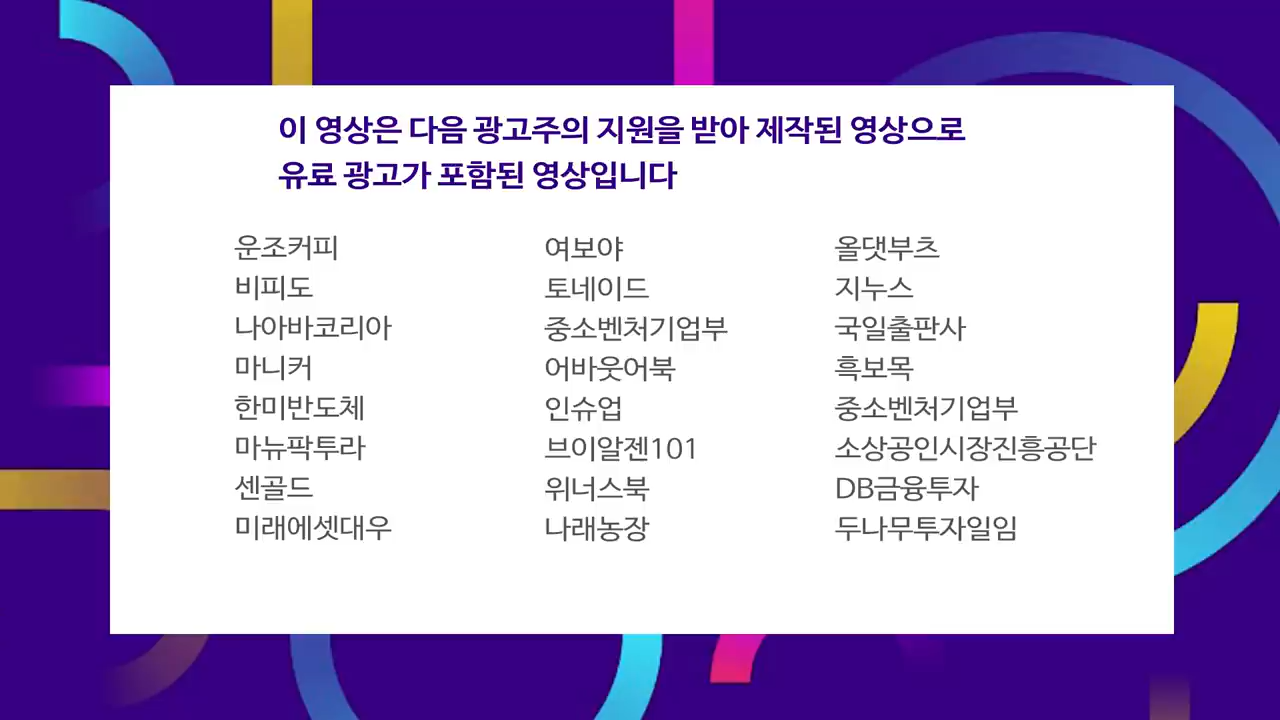 이 영상은 다음 광고주의 지원을 받아 제작된 영상으로
유료 광고가 포함된 영상입니다
운조커피
비피도
나아바코리아
마니커
한미반도체
마뉴팍투라
센골드
미래에셋대우
여보야
토네이드
중소벤처기업부
어바웃어북
인슈업
브이알젠101
위너스북
나래농장
올댓부츠
지누스
국일출판사
흑보목
중소벤처기업부
소상공인시장진흥공단
DB금융투자
두나무투자일임